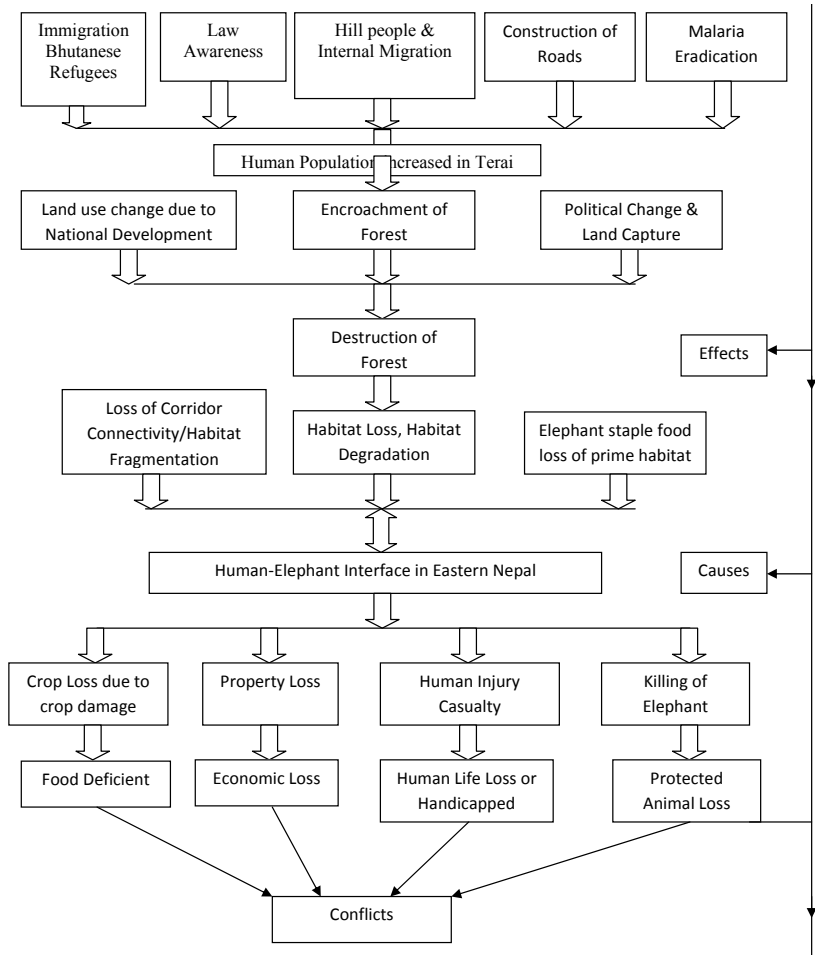 Immigration
Bhutanese
Refugees
Law
Awareness
Hill people &
Internal Migration
Construction of
Roads
Malaria
Eradication
Human Population Increased in Terai
Land use change due to
National Development
Encroachment of
Forest
Political Change &
Land Capture
Destruction of
Forest
Effects
Loss of Corridor
Connectivity/Habitat
Fragmentation
Habitat Loss, Habitat
Degradation
Elephant staple food
loss of prime habitat
Human-Elephant Interface in Eastern Nepal
Causes
Crop Loss due to
crop damage
Property Loss
Human Injury
Casualty
Killing of
Elephant
Food Deficient
Economic Loss
Human Life Loss or
Handicapped
Protected
Animal Loss
Conflicts